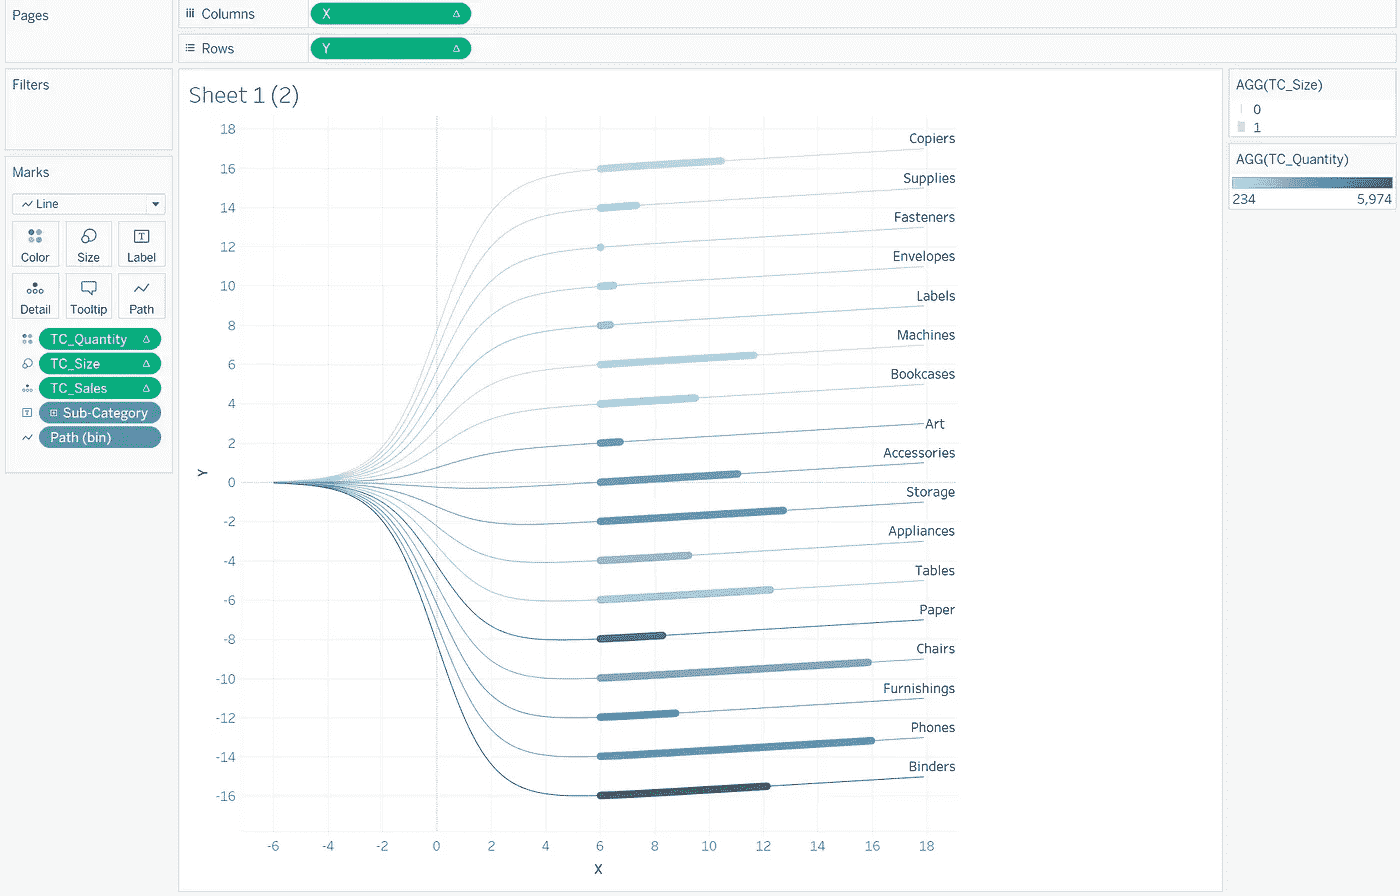 Pages
Columns
X
Rows
Y
Filters
Marks
Line
Color Size Label
Detail Tooltip Path
TC_Quantity
TC_Size
TC_Sales
Sub-Category
Path (bin)
Sheet 1 (2)
18
16
14
12
10
8
6
4
2
0
-2
-4
-6
-8
-10
-12
-14
-16
Y
Copiers
Supplies
Fasteners
Envelopes
Labels
Machines
Bookcases
Art
Accessories
Storage
Appliances
Tables
Paper
Chairs
Furnishings
Phones
Binders
-6 -4 -2 0 2 4 6 8 10 12 14 16 18
X
AGG(TC_Size)
0
1
AGG(TC_Quantity)
234 5,974